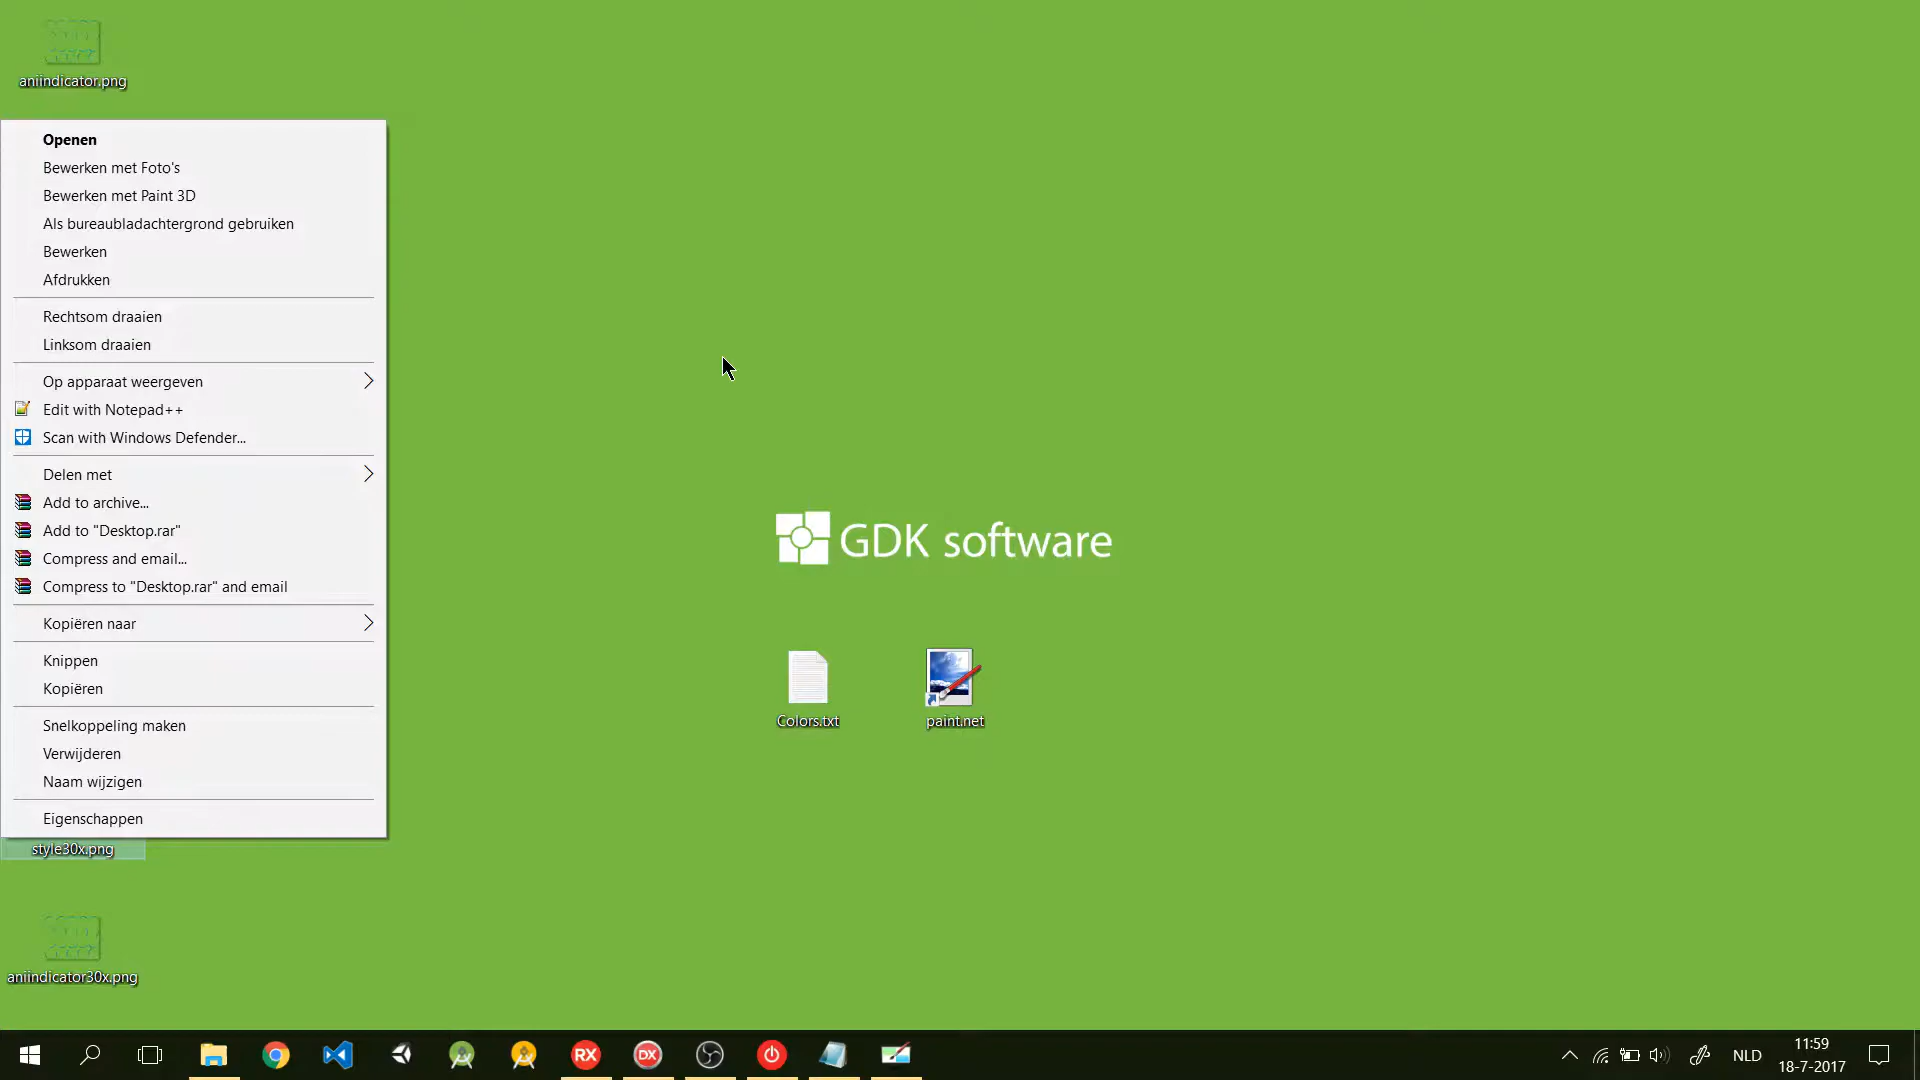 aniindicator.png
Openen
Bewerken met Foto's
Bewerken met Paint 3D
Als bureaubladachtergrond gebruiken
Bewerken
Afdrukken
Rechtsom draaien
Linksom draaien
Op apparaat weergeven
Edit with Notepad++
Scan with Windows Defender...
Delen met
Add to archive...
Add to "Desktop.rar"
Compress and email...
Compress to "Desktop.rar" and email
Kopiëren naar
Knippen
Kopiëren
Snelkoppeling maken
Verwijderen
Naam wijzigen
Eigenschappen
style30x.png
aniindicator30x.png
GDK software
Colors.txt
paint.net
RX
DX
NLD
11:59
18-7-2017